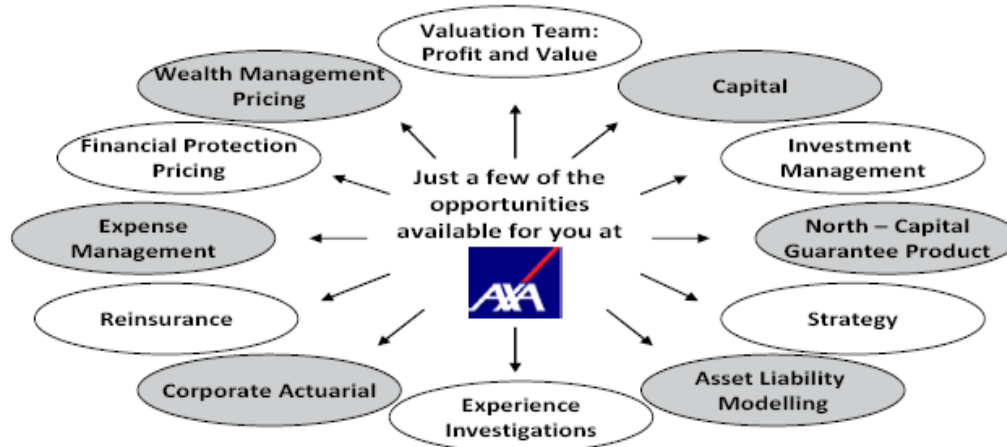 Valuation Team:
Profit and Value
Wealth Management
Pricing
Capital
Financial Protection
Pricing
Investment
Management
Just a few of the
opportunities
available for you at
AXA
Expense
Management
North – Capital
Guarantee Product
Reinsurance
Strategy
Corporate Actuarial
Asset Liability
Modelling
Experience
Investigations